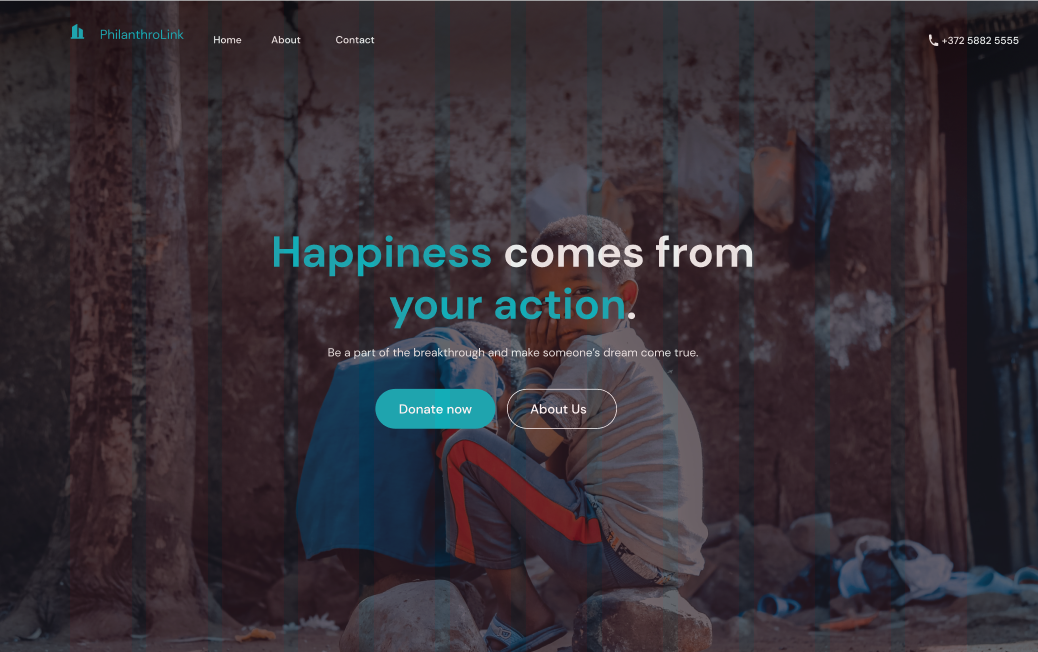 PhilanthroLink
Home
About
Contact
+372 5882 5555
Happiness comes from
your action.
Be a part of the breakthrough and make someone's dream come true.
Donate now
About Us